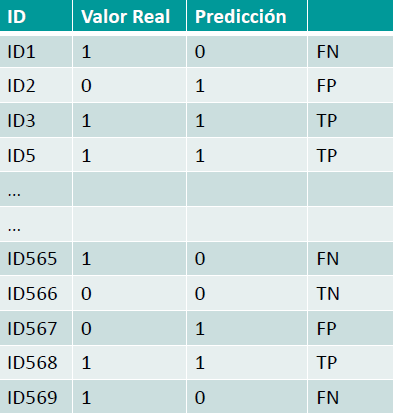 ID Valor Real Predicción
ID1 1 0 FN
ID2 0 1 FP
ID3 1 1 TP
ID5 1 1 TP
...
...
ID565 1 0 FN
ID566 0 0 TN
ID567 0 1 FP
ID568 1 1 TP
ID569 1 0 FN